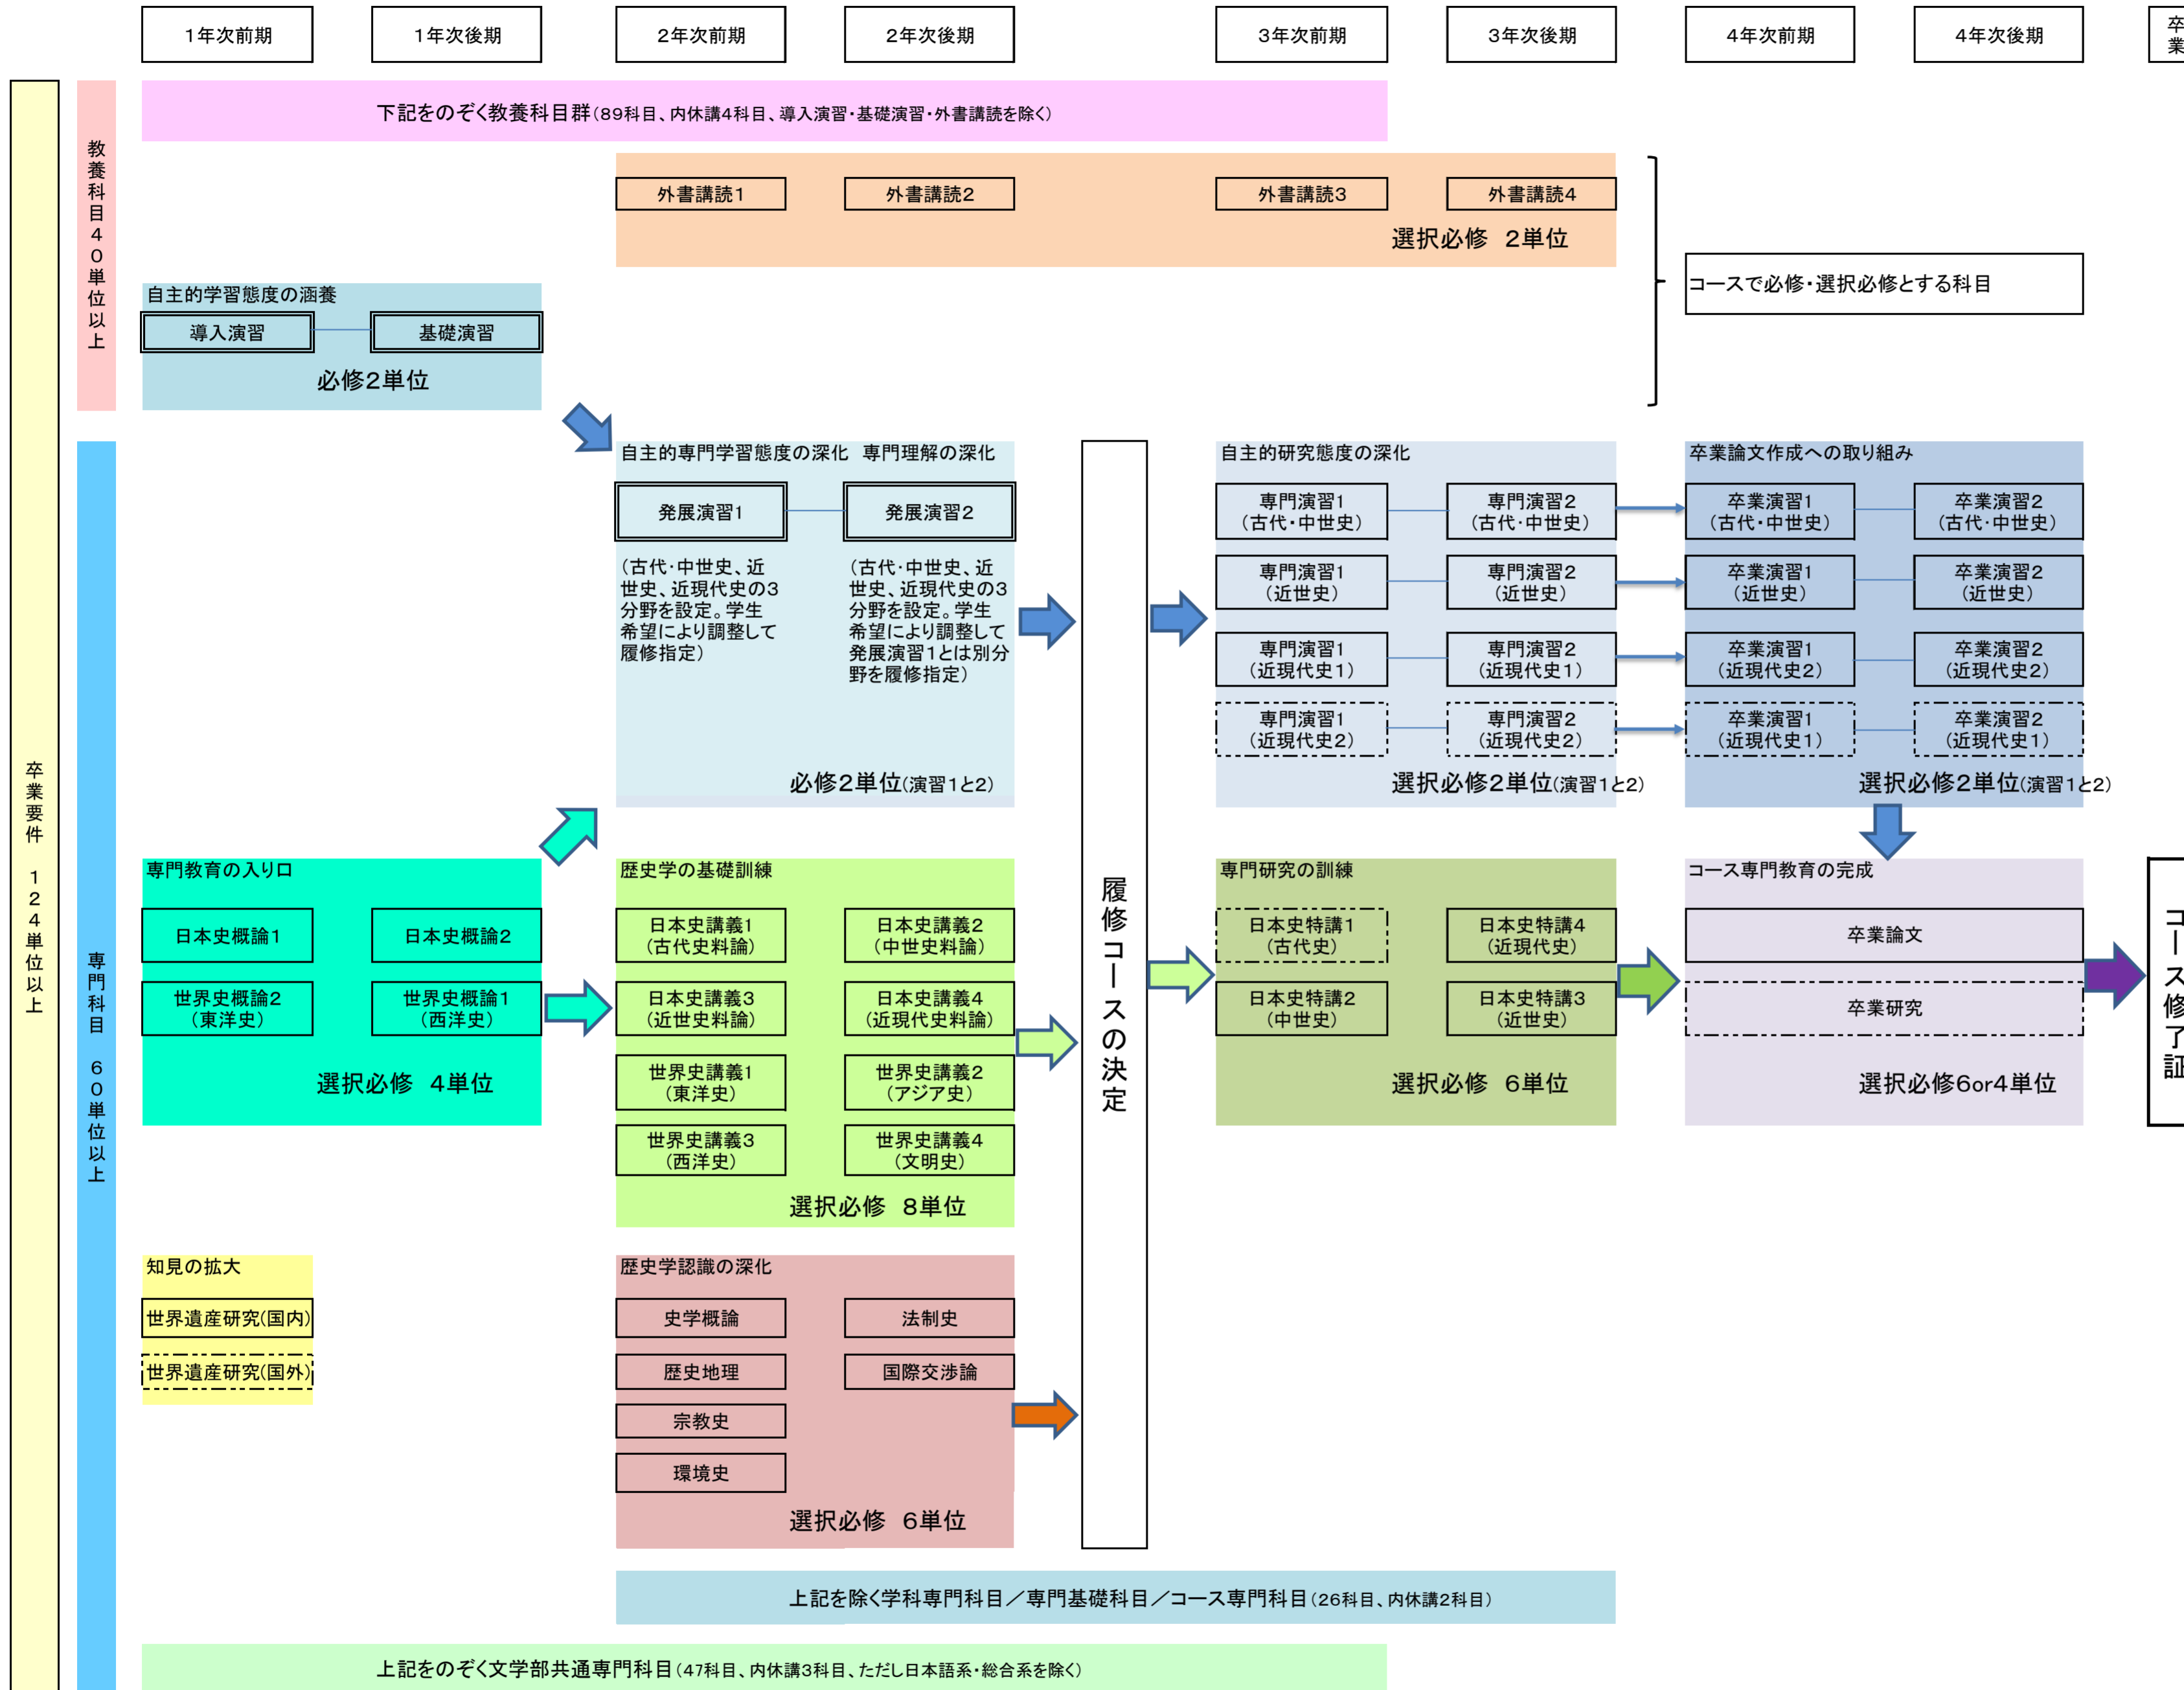 1年次前期
1年次後期
2年次前期
2年次後期
3年次前期
3年次後期
4年次前期
4年次後期
卒業
卒業要件　124単位以上
教養科目40単位以上
下記をのぞく教養科目群(89科目、内休講4科目、導入演習・基礎演習・外書講読を除く)
外書講読1
外書講読2
外書講読3
外書講読4
選択必修　2単位
コースで必修・選択必修とする科目
自主的学習態度の涵養
導入演習
基礎演習
必修2単位
専門科目　60単位以上
自主的専門学習態度の深化　専門理解の深化
発展演習1
発展演習2
(古代・中世史、近
世史、近現代史の3
分野を設定。学生
希望により調整して
履修指定)
(古代・中世史、近
世史、近現代史の3
分野を設定。学生
希望により調整して
発展演習1とは別分
野を履修指定)
必修2単位(演習1と2)
履修コースの決定
自主的研究態度の深化
専門演習1
(古代・中世史)
専門演習2
(古代・中世史)
専門演習1
(近世史)
専門演習2
(近世史)
専門演習1
(近現代史1)
専門演習2
(近現代史1)
専門演習1
(近現代史2)
専門演習2
(近現代史2)
選択必修2単位(演習1と2)
卒業論文作成への取り組み
卒業演習1
(古代・中世史)
卒業演習2
(古代・中世史)
卒業演習1
(近世史)
卒業演習2
(近世史)
卒業演習1
(近現代史2)
卒業演習2
(近現代史2)
卒業演習1
(近現代史1)
卒業演習2
(近現代史1)
選択必修2単位(演習1と2)
専門教育の入り口
日本史概論1
日本史概論2
世界史概論2
(東洋史)
世界史概論1
(西洋史)
選択必修　4単位
歴史学の基礎訓練
日本史講義1
(古代史料論)
日本史講義2
(中世史料論)
日本史講義3
(近世史料論)
日本史講義4
(近現代史料論)
世界史講義1
(東洋史)
世界史講義2
(アジア史)
世界史講義3
(西洋史)
世界史講義4
(文明史)
選択必修　8単位
専門研究の訓練
日本史特講1
(古代史)
日本史特講4
(近現代史)
日本史特講2
(中世史)
日本史特講3
(近世史)
選択必修　6単位
コース専門教育の完成
卒業論文
卒業研究
選択必修6or4単位
コース修了証
知見の拡大
世界遺産研究(国内)
世界遺産研究(国外)
歴史学認識の深化
史学概論
法制史
歴史地理
国際交渉論
宗教史
環境史
選択必修　6単位
上記を除く学科専門科目／専門基礎科目／コース専門科目(26科目、内休講2科目)
上記をのぞく文学部共通専門科目(47科目、内休講3科目、ただし日本語系・総合系を除く)